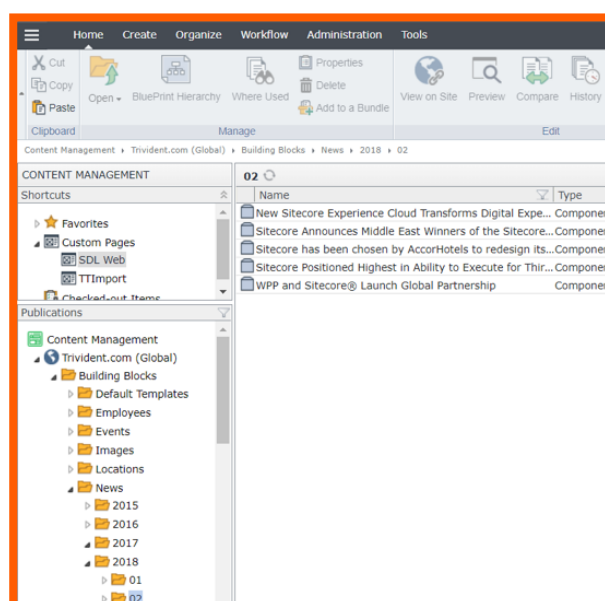 Home Create Organize Workflow Administration Tools
Cut
Copy
Paste
Open
BluePrint Hierarchy
Where Used
Properties
Delete
Add to a Bundle
View on Site
Preview
Compare
History
Clipboard
Manage
Edit
Content Management Trivident.com (Global) Building Blocks News 2018 02
CONTENT MANAGEMENT
Shortcuts
Favorites
Custom Pages
SDL Web
TTImport
Checked-out Items
Publications
Content Management
Trivident.com (Global)
Building Blocks
Default Templates
Employees
Events
Images
Locations
News
2015
2016
2017
2018
01
02
02
Name Type
New Sitecore Experience Cloud Transforms Digital Expe... Componen
Sitecore Announces Middle East Winners of the Sitecore... Componen
Sitecore has been chosen by AccorHotels to redesign its... Componen
Sitecore Positioned Highest in Ability to Execute for Thir... Componen
WPP and Sitecore® Launch Global Partnership Componen